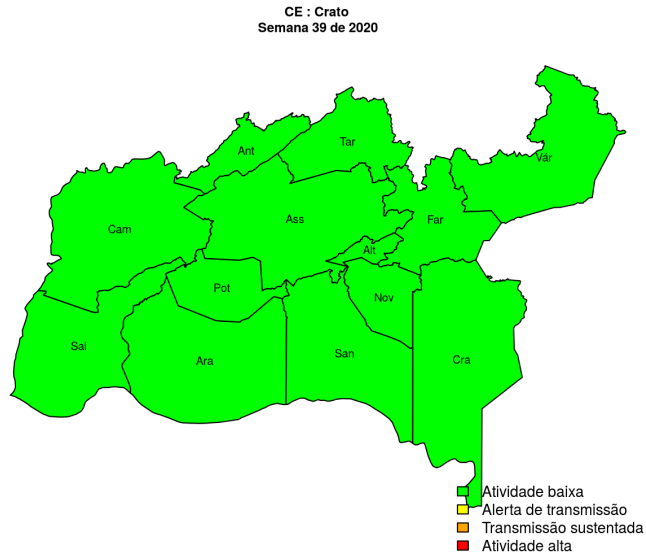 CE : Crato
Semana 39 de 2020
Ant
Tar
Vár
Cam
Ass
Far
Alt
Pot
Nov
Sal
Ara
San
Cra
Atividade baixa
Alerta de transmissão
Transmissão sustentada
Atividade alta